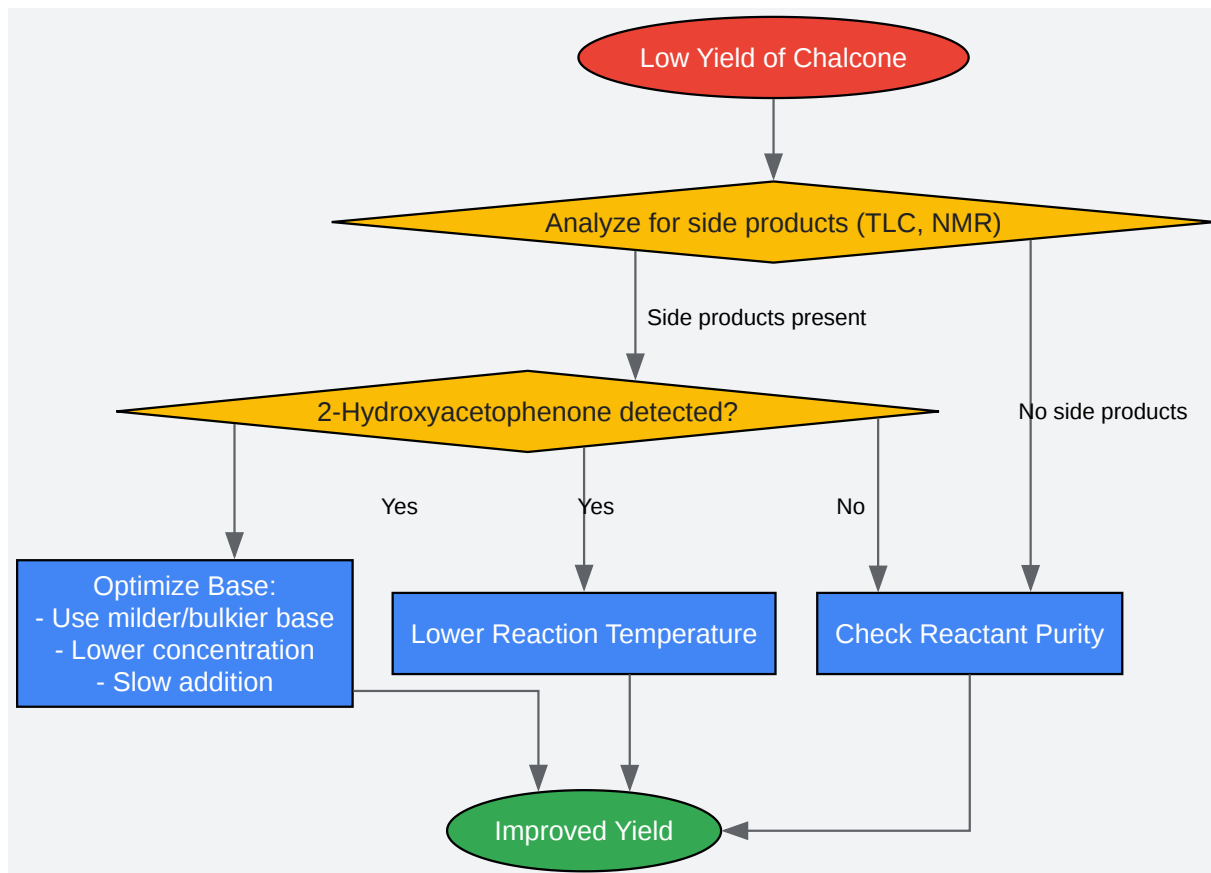 Low Yield of Chalcone
Analyze for side products (TLC, NMR)
Side products present
2-Hydroxyacetophenone detected?
No side products
Yes
Yes
No
Optimize Base:
- Use milder/bulkier base
- Lower concentration
- Slow addition
Lower Reaction Temperature
Check Reactant Purity
Improved Yield